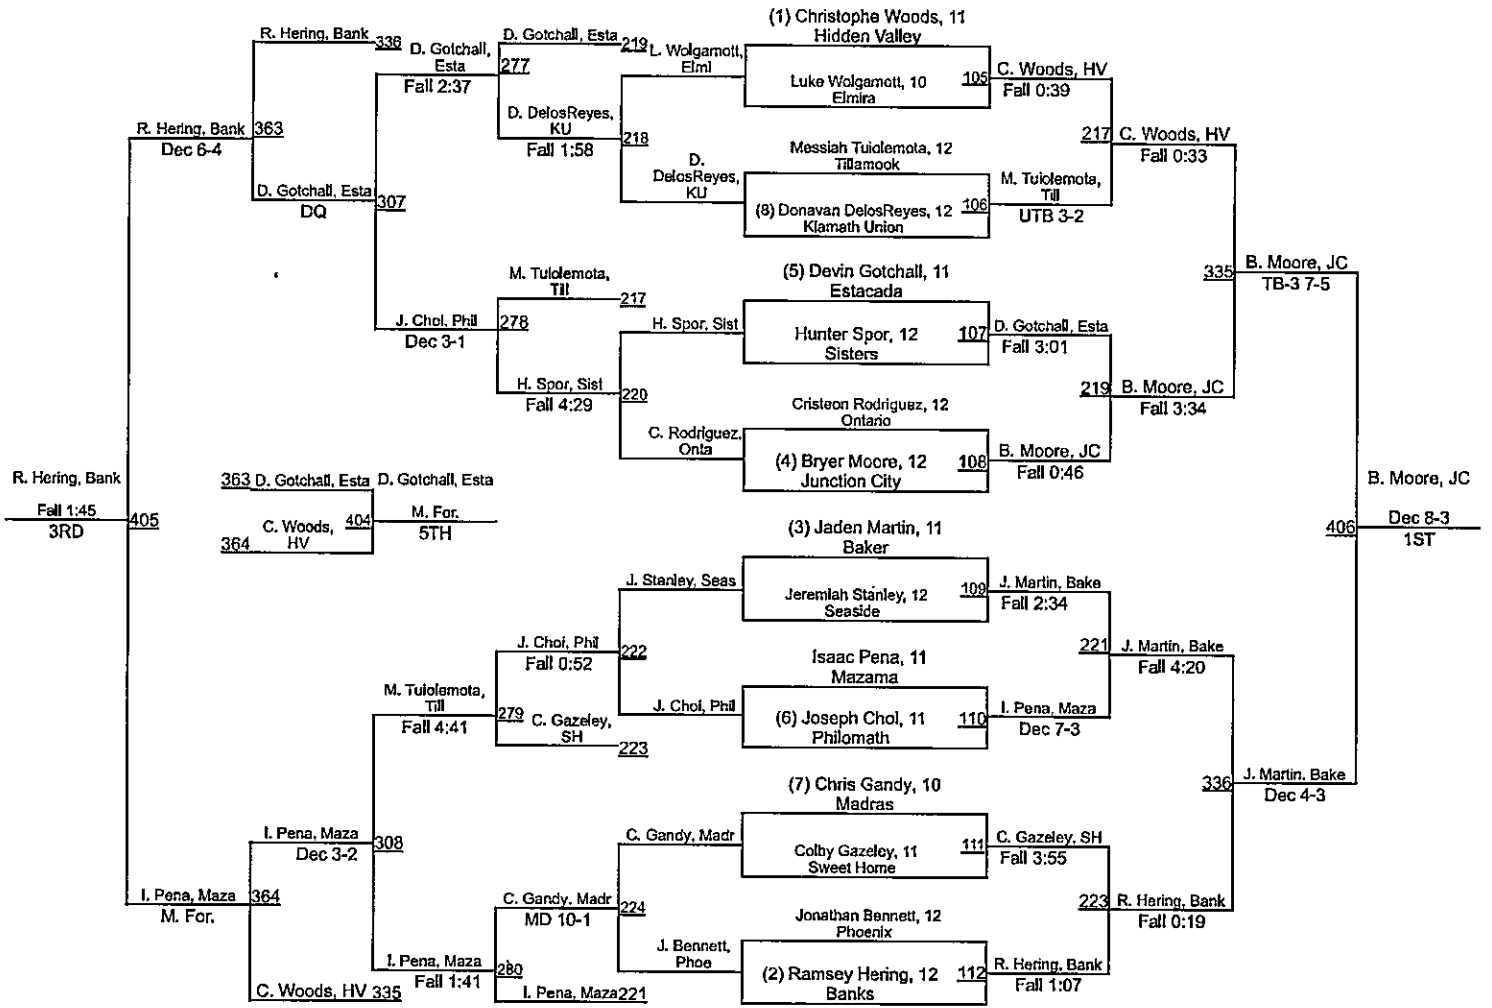 (1) Christophe Woods, 11
Hidden Valley
R. Hering, Bank 336
D. Gotchall,
Esta
Fall 2:37
D. Gotchall, Esta 219
277
L. Wolgamott,
Elmi
Luke Wolgamott, 10
Elmira
105
C. Woods, HV
Fall 0:39
R. Hering, Bank
Dec 6-4
363
D. DelosReyes,
KU
Fall 1:58
218
217
C. Woods, HV
Fall 0:33
D.
DelosReyes,
KU
Messiah Tuiolemota, 12
Tillamook
(8) Donavan DelosReyes, 12
Klamath Union
106
M. Tuiolemota,
Till
UTB 3-2
D. Gotchall, Esta
DQ
307
M. Tuiolemota,
Till
217
(5) Devin Gotchall, 11
Estacada
335
B. Moore, JC
TB-3 7-5
J. Choi, Phil
Dec 3-1
278
H. Spor, Sist
Hunter Spor, 12
Sisters
107
D. Gotchall, Esta
Fall 3:01
H. Spor, Sist
Fall 4:29
220
219
B. Moore, JC
Fall 3:34
C. Rodriguez,
Onta
Cristeon Rodriguez, 12
Ontario
(4) Bryer Moore, 12
Junction City
108
B. Moore, JC
Fall 0:46
R. Hering, Bank
Fall 1:45
3RD
405
363 D. Gotchall, Esta
C. Woods,
HV
364
404
D. Gotchall, Esta
M. For.
5TH
B. Moore, JC
406
Dec 8-3
1ST
(3) Jaden Martin, 11
Baker
J. Stanley, Seas
Jeremiah Stanley, 12
Seaside
109
J. Martin, Bake
Fall 2:34
J. Choi, Phil
Fall 0:52
222
221
J. Martin, Bake
Fall 4:20
Isaac Pena, 11
Mazama
J. Choi, Phil
(6) Joseph Choi, 11
Philomath
110
I. Pena, Maza
Dec 7-3
M. Tuiolemota,
Till
Fall 4:41
279
C. Gazeley,
SH
223
(7) Chris Gandy, 10
Madras
336
J. Martin, Bake
Dec 4-3
I. Pena, Maza
Dec 3-2
308
C. Gandy, Madr
Colby Gazeley, 11
Sweet Home
111
C. Gazeley, SH
Fall 3:55
I. Pena, Maza
M. For.
364
C. Gandy, Madr
MD 10-1
224
223
R. Hering, Bank
Fall 0:19
J. Bennett,
Phoe
Jonathan Bennett, 12
Phoenix
(2) Ramsey Hering, 12
Banks
112
R. Hering, Bank
Fall 1:07
I. Pena, Maza
Fall 1:41
280
I. Pena, Maza 221
C. Woods, HV 335